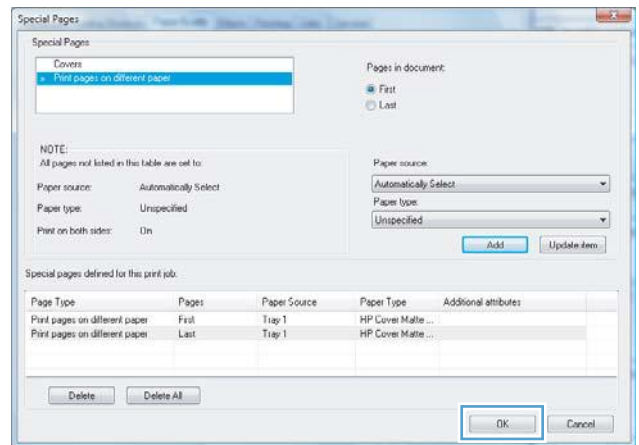 Special Pages
Special Pages
Covers
Print pages on different paper
Pages in document:
First
Last
NOTE:
All pages not listed in this table are set to:
Paper source: Automatically Select
Paper type: Unspecified
Print on both sides: On
Paper source:
Automatically Select
Paper type:
Unspecified
Add Update item
Special pages defined for this print job:
Page Type Pages Paper Source Paper Type Additional attributes
Print pages on different paper First Tray 1 HP Cover Matte ...
Print pages on different paper Last Tray 1 HP Cover Matte ...
Delete Delete All
OK Cancel